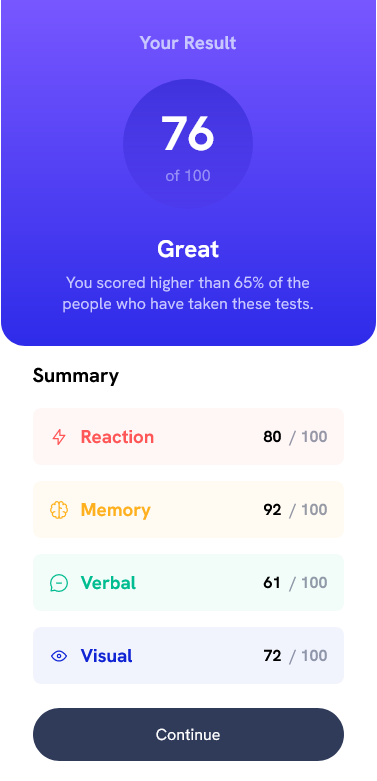 Your Result
76
of 100
Great
You scored higher than 65% of the
people who have taken these tests.
Summary
Reaction 80 / 100
Memory 92 / 100
Verbal 61 / 100
Visual 72 / 100
Continue